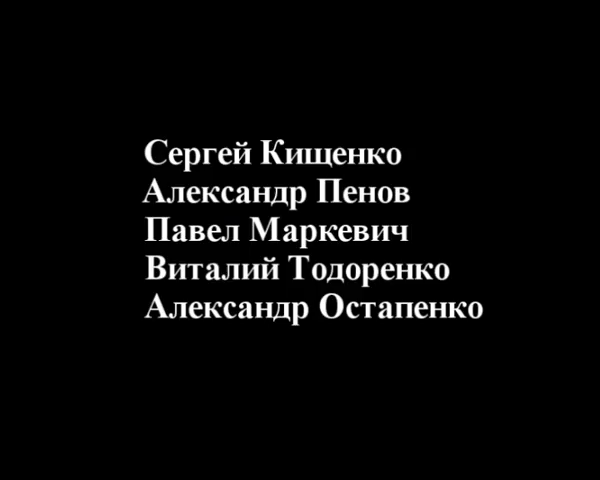 Сергей Кищенко
Александр Пенов
Павел Маркевич
Виталий Тодоренко
Александр Остапенко